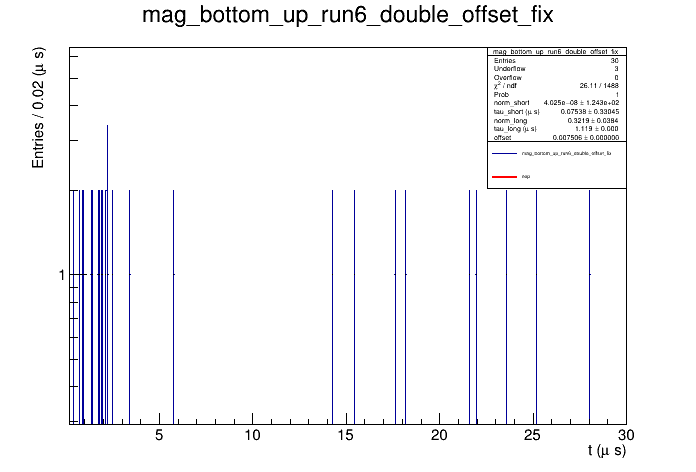 mag_bottom_up_run6_double_offset_fix
Entries / 0.02 (μ s)
mag_bottom_up_run6_double_offset_fix
Entries 30
Underflow 3
Overflow 0
χ² / ndf 26.11 / 1488
Prob 1
norm_short 4.025e−08 ± 1.243e+02
tau_short (μ s) 0.07538 ± 0.33045
norm_long 0.3219 ± 0.0384
tau_long (μ s) 1.119 ± 0.000
offset 0.007506 ± 0.000000
mag_bottom_up_run6_double_offset_fix
1
5 10 15 20 25 30
t (μ s)